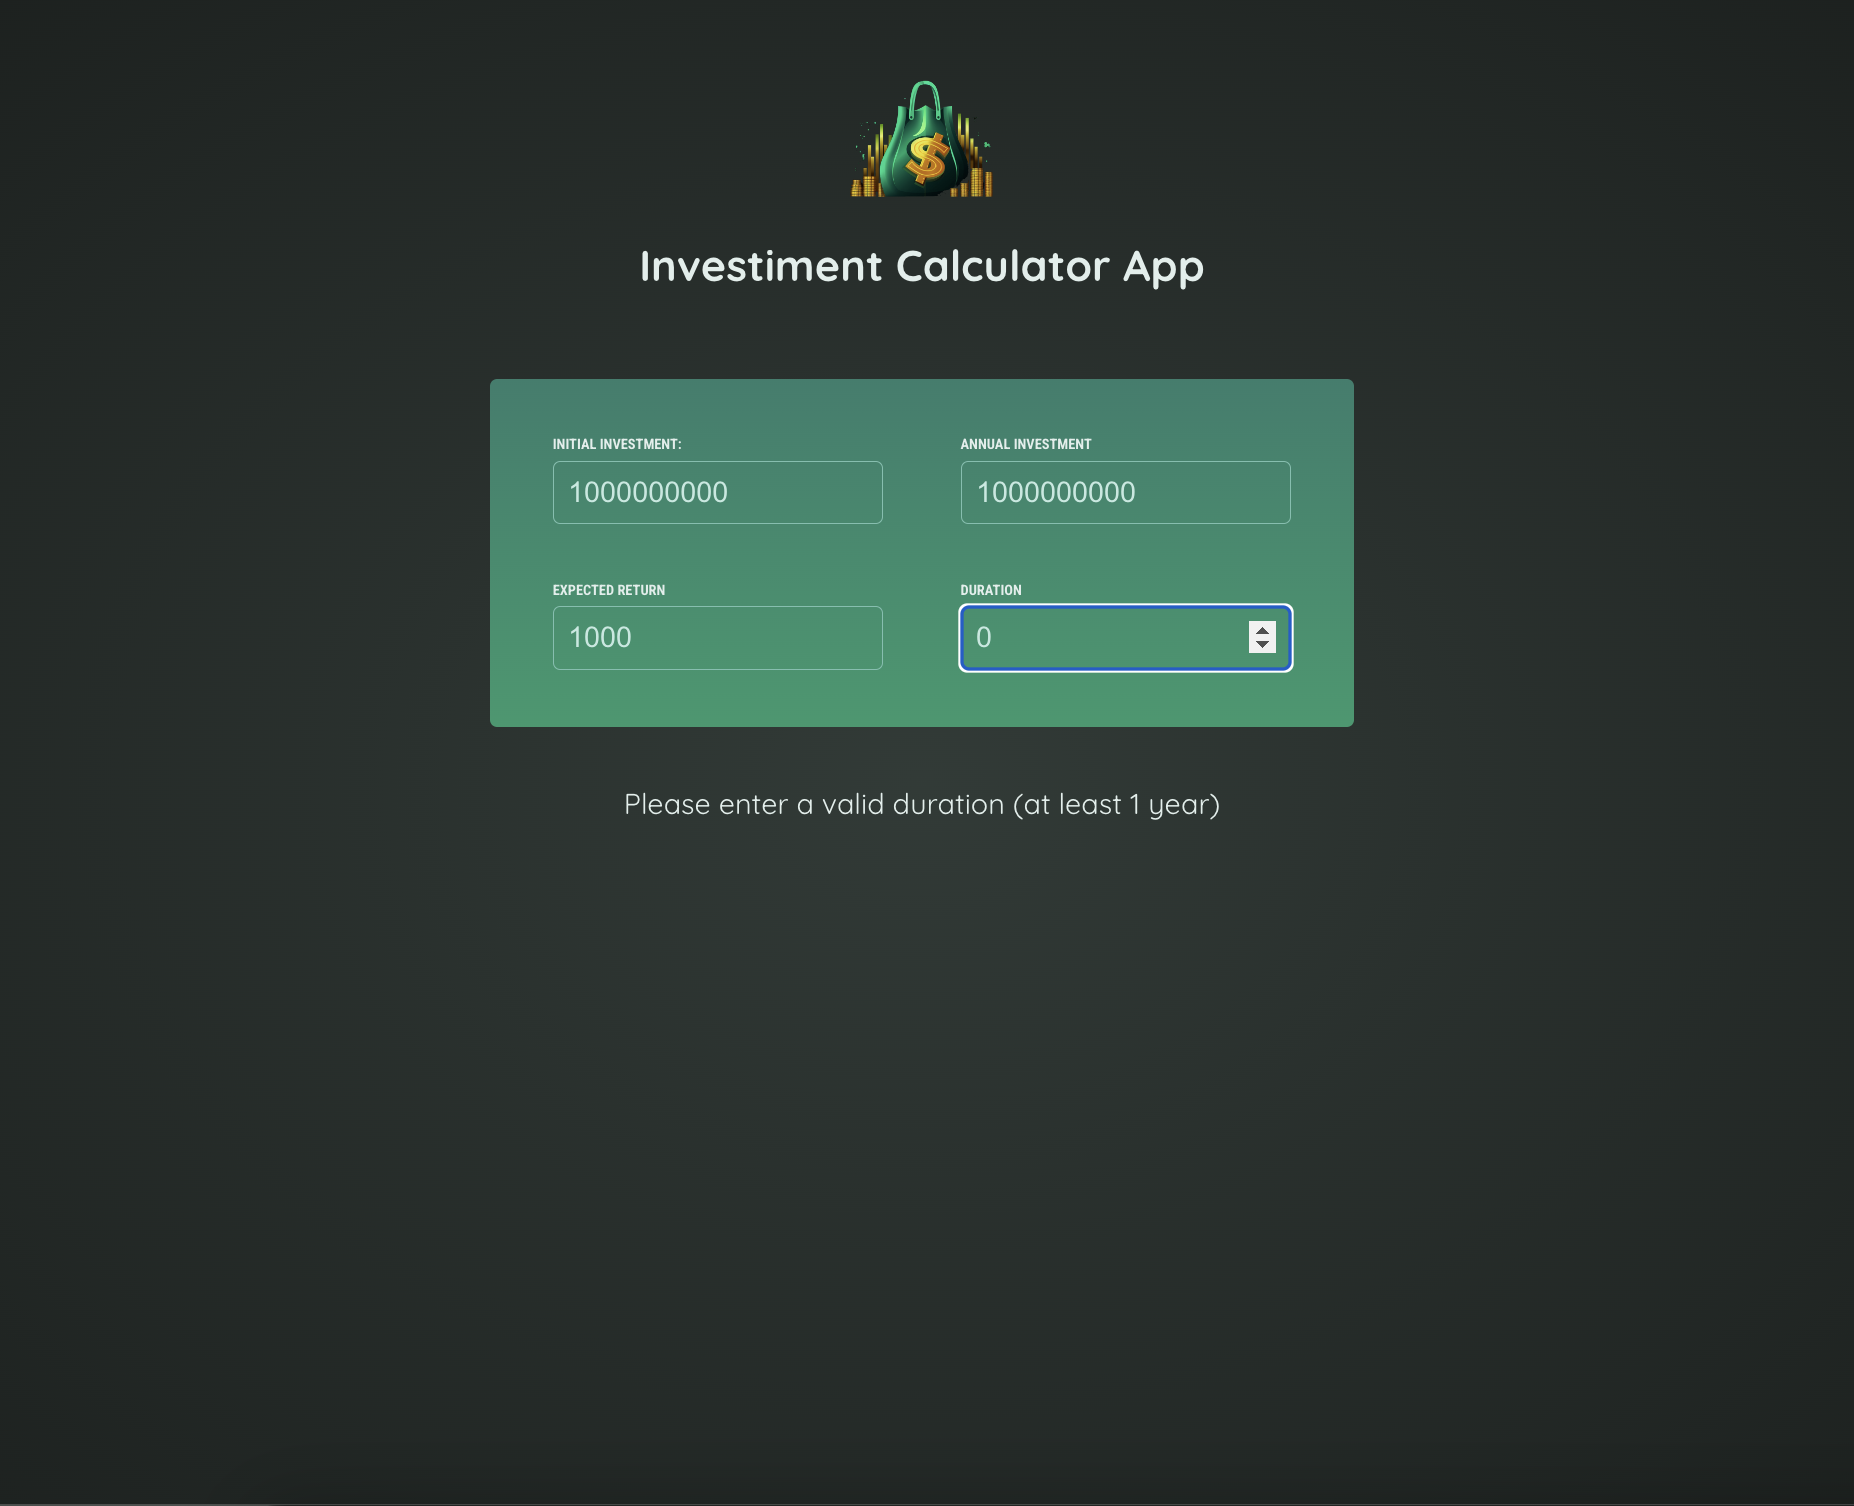 $
Investiment Calculator App
INITIAL INVESTMENT:
ANNUAL INVESTMENT
1000000000
1000000000
EXPECTED RETURN
DURATION
1000
0
Please enter a valid duration (at least 1 year)